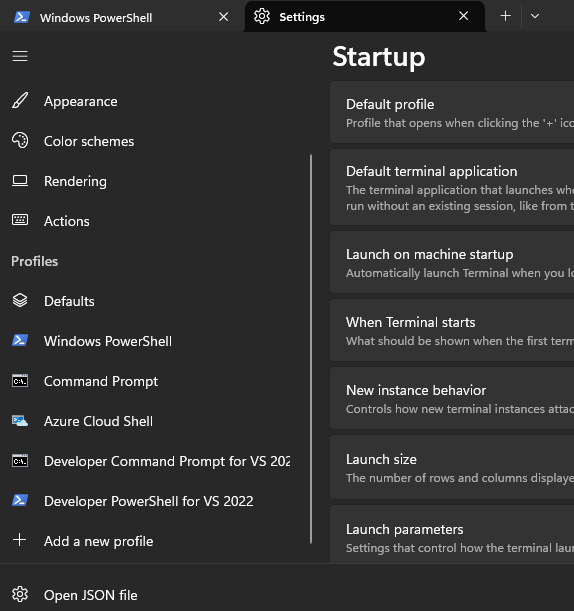 Windows PowerShell
Settings
Startup
Appearance
Color schemes
Rendering
Actions
Profiles
Defaults
Windows PowerShell
Command Prompt
Azure Cloud Shell
Developer Command Prompt for VS 202
Developer PowerShell for VS 2022
Add a new profile
Open JSON file
Default profile
Profile that opens when clicking the '+' ico
Default terminal application
The terminal application that launches whe
run without an existing session, like from t
Launch on machine startup
Automatically launch Terminal when you lo
When Terminal starts
What should be shown when the first term
New instance behavior
Controls how new terminal instances attac
Launch size
The number of rows and columns displaye
Launch parameters
Settings that control how the terminal laun